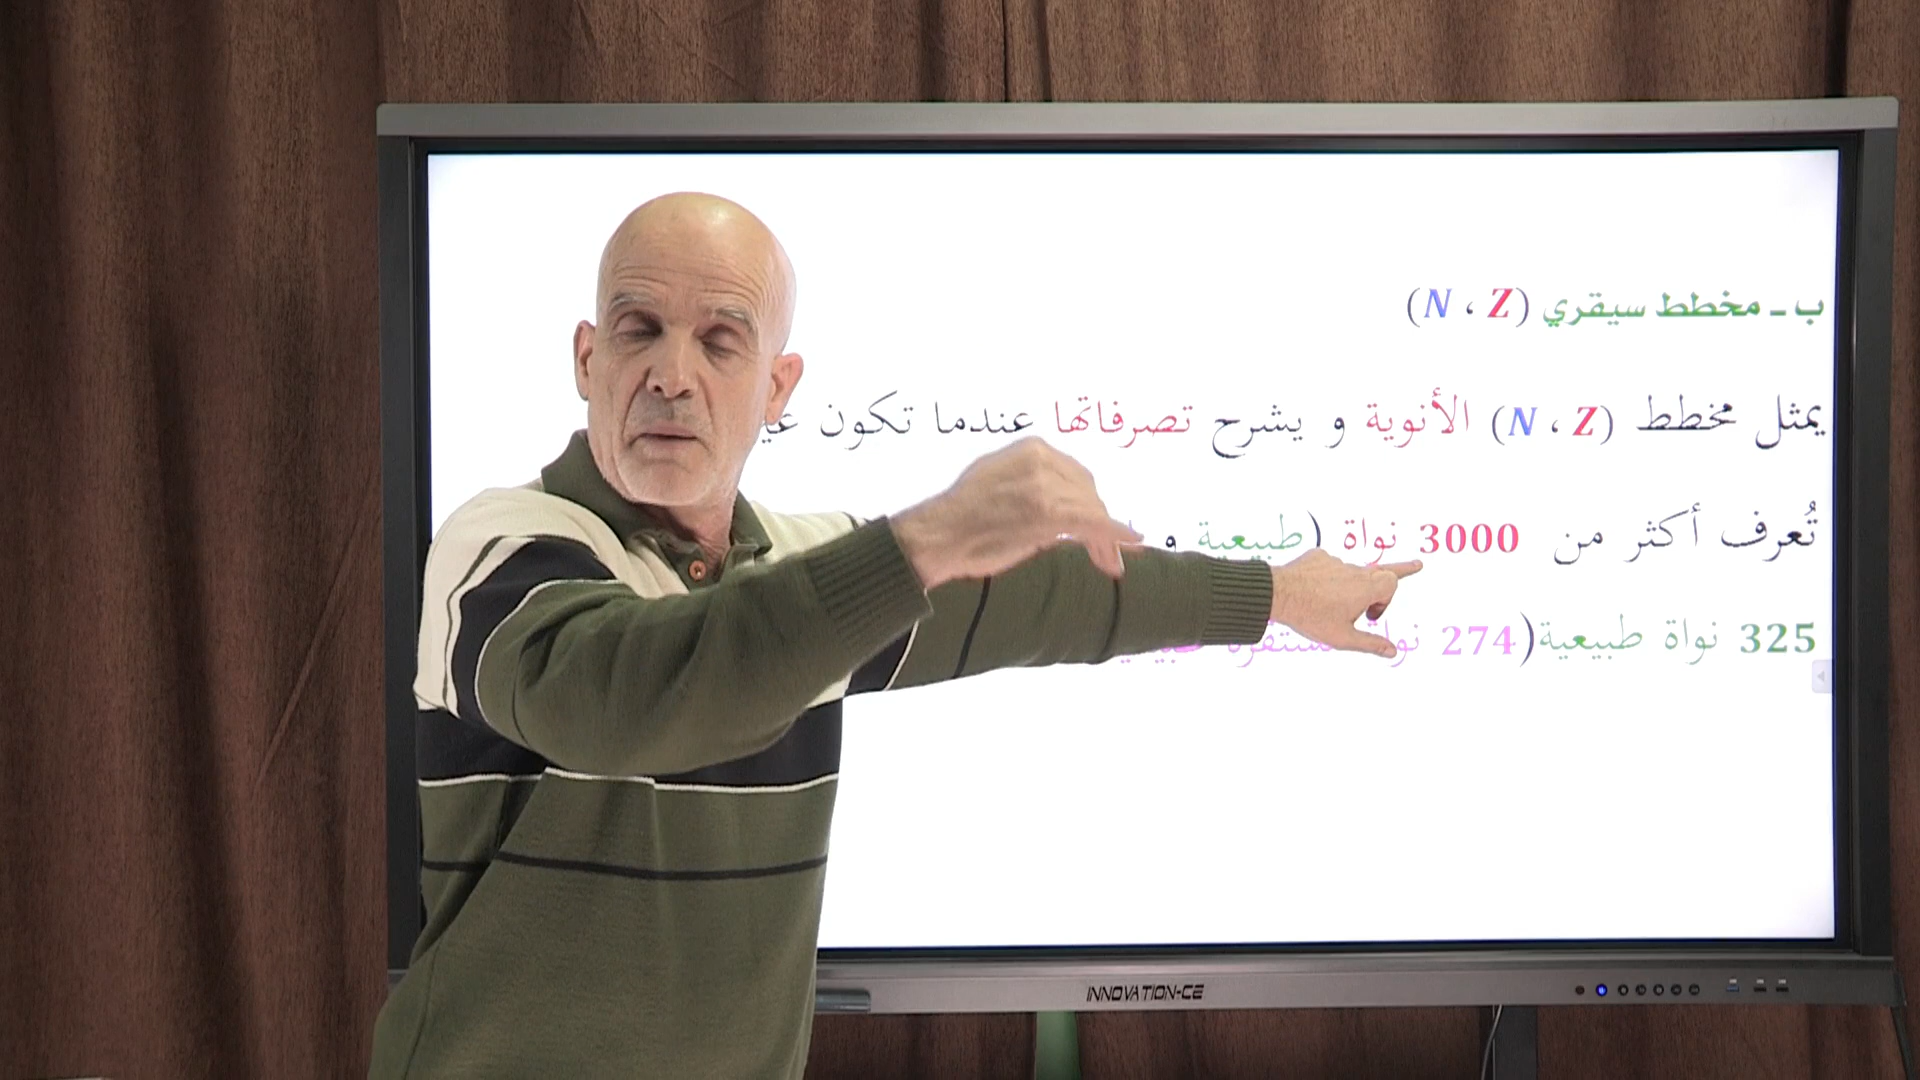 ب ـ مخطط سيقري (N ، Z)
يمثل مخطط (N ، Z) الأنوية و يشرح تصرفاتها عندما تكون
تُعرف أكثر من 3000 نواة (طبيعية و
325 نواة طبيعية(274 نواة
INNOVATION-CE